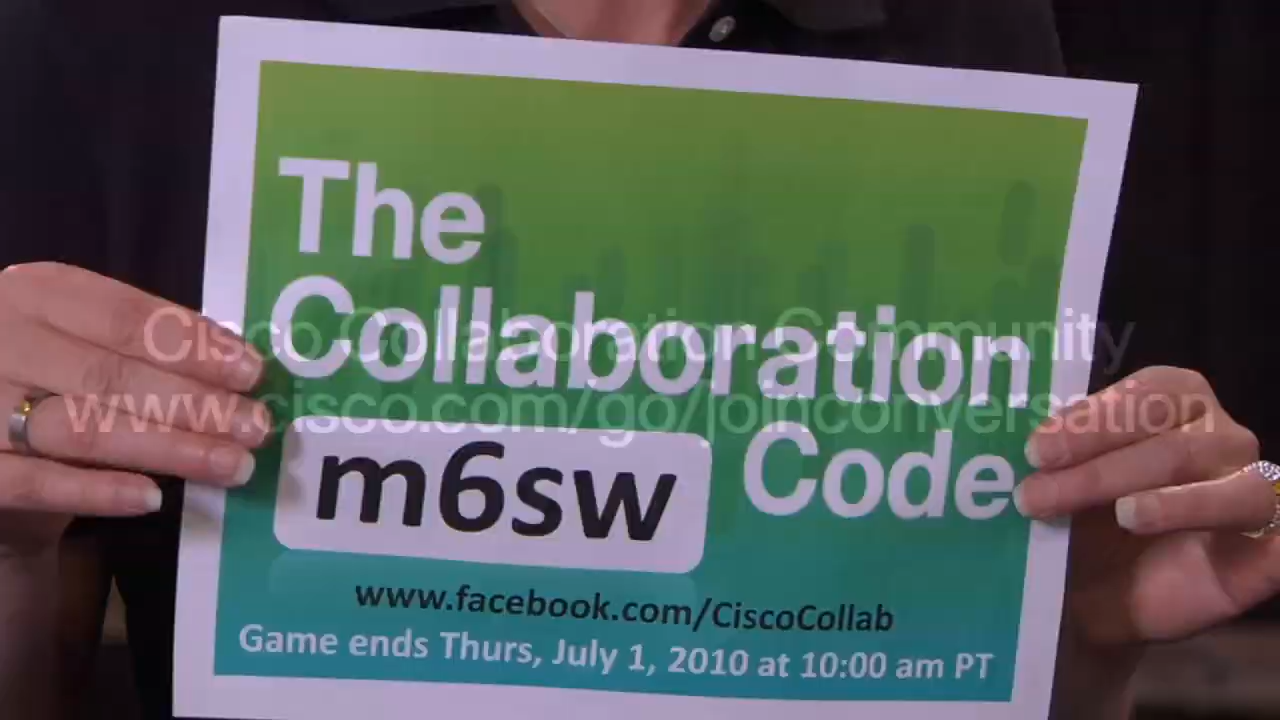 The
Collaboration
Cisco Collaboration Community
www.cisco.com/go/joinconversation
m6sw Code
www.facebook.com/CiscoCollab
Game ends Thurs, July 1, 2010 at 10:00 am PT